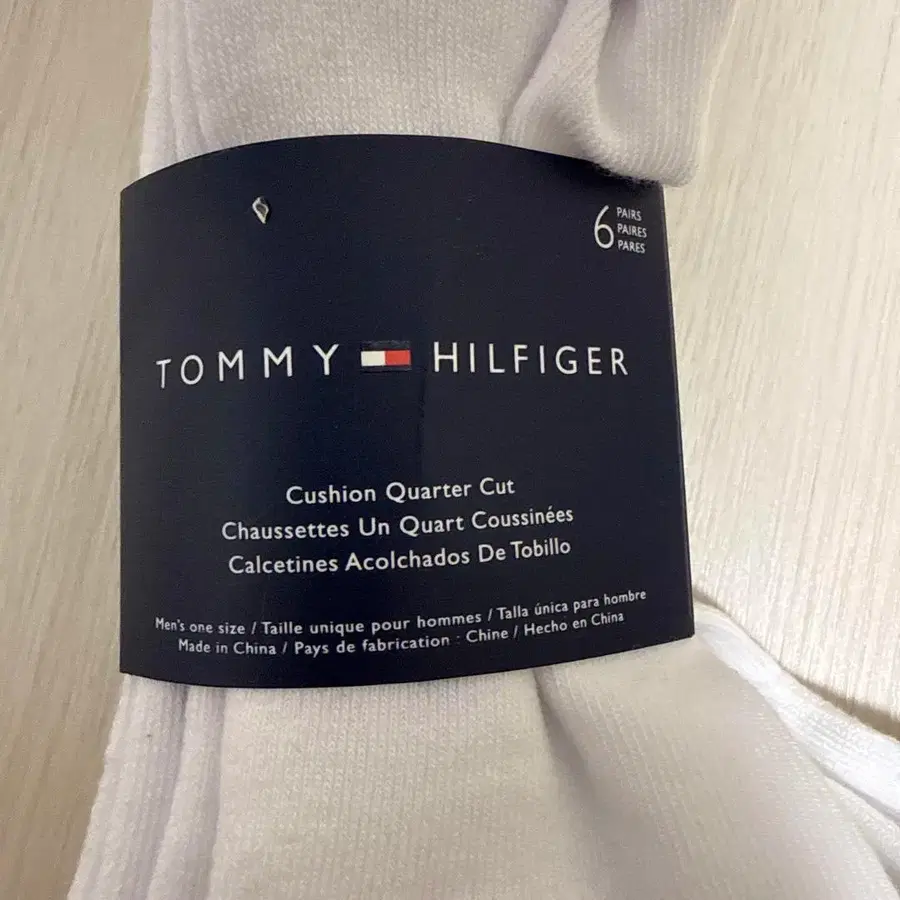 6 PAIRS
PAIRES
PARES
TOMMY HILFIGER
Cushion Quarter Cut
Chaussettes Un Quart Coussinées
Calcetines Acolchados De Tobillo
Men's one size / Taille unique pour hommes / Talla única para hombre
Made in China / Pays de fabrication : Chine / Hecho en China